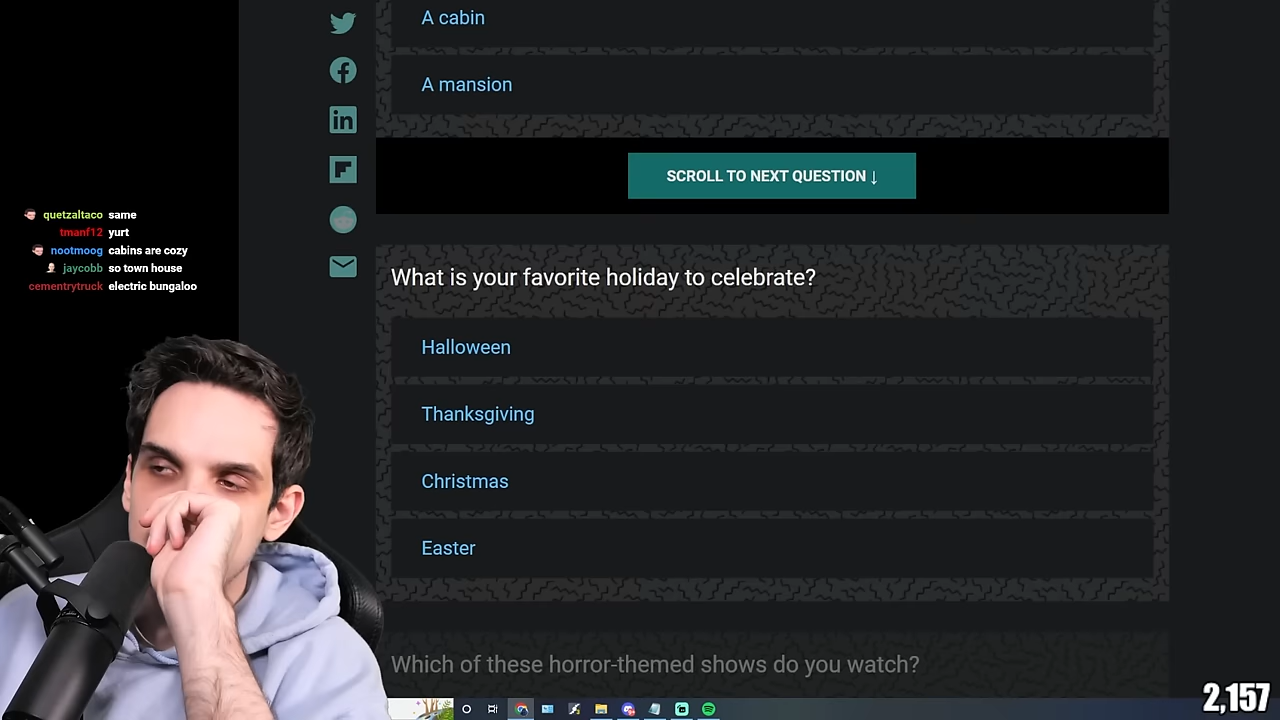 A cabin
A mansion
SCROLL TO NEXT QUESTION ↓
quetzaltaco same
tmanf12 yurt
nootmoog cabins are cozy
jaycobb so town house
cementrytruck electric bungaloo
What is your favorite holiday to celebrate?
Halloween
Thanksgiving
Christmas
Easter
Which of these horror-themed shows do you watch?
2,157